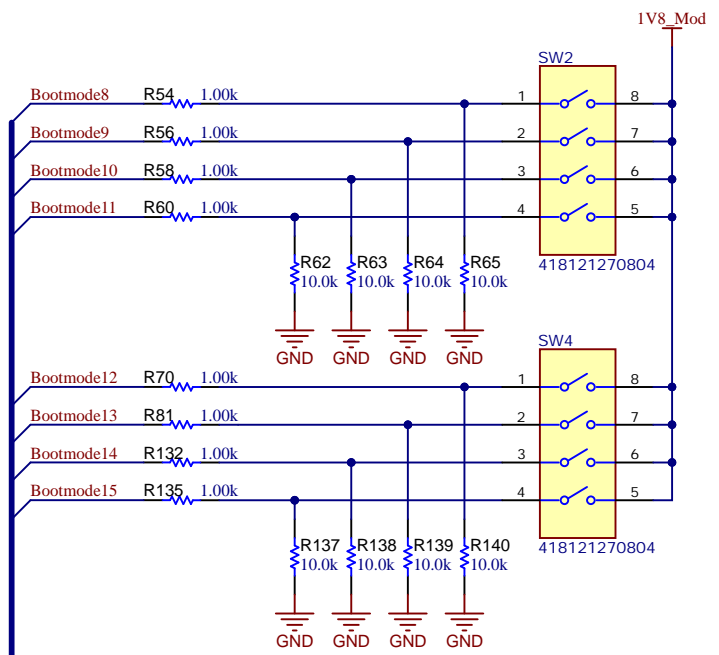 1V8_Mod
SW2
Bootmode8 R54 1.00k 1 8
Bootmode9 R56 1.00k 2 7
Bootmode10 R58 1.00k 3 6
Bootmode11 R60 1.00k 4 5
R62 R63 R64 R65
10.0k 10.0k 10.0k 10.0k
418121270804
GND GND GND GND
SW4
Bootmode12 R70 1.00k 1 8
Bootmode13 R81 1.00k 2 7
Bootmode14 R132 1.00k 3 6
Bootmode15 R135 1.00k 4 5
R137 R138 R139 R140
10.0k 10.0k 10.0k 10.0k
418121270804
GND GND GND GND